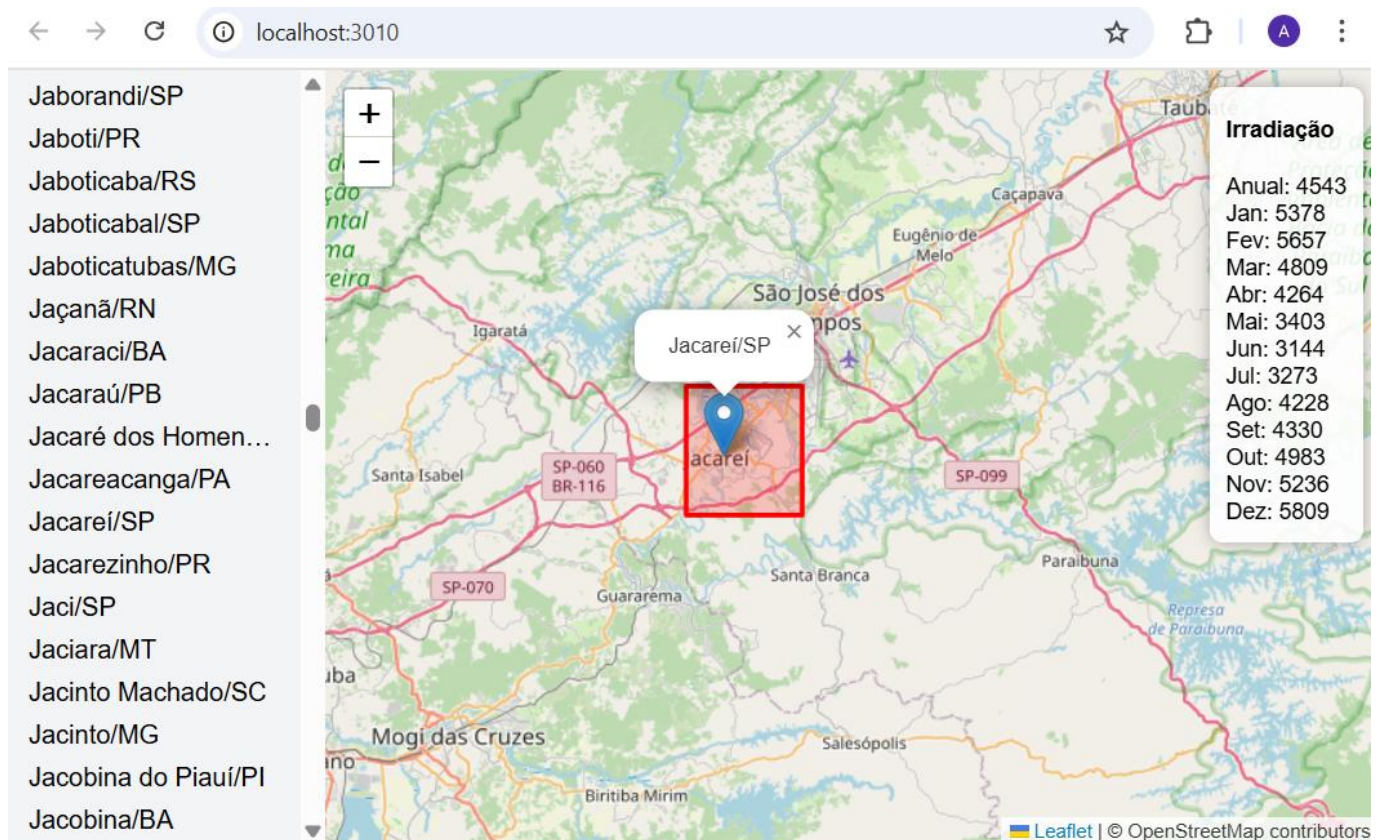 localhost:3010
A
Jaborandi/SP
Jaboti/PR
Jaboticaba/RS
Jaboticabal/SP
Jaboticatubas/MG
Jaçanã/RN
Jacaraci/BA
Jacaraú/PB
Jacaré dos Homen…
Jacareacanga/PA
Jacareí/SP
Jacarezinho/PR
Jaci/SP
Jaciara/MT
Jacinto Machado/SC
Jacinto/MG
Jacobina do Piauí/PI
Jacobina/BA
+
−
Caçapava
Eugênio de
Melo
São José dos
Igaratá
Jacareí/SP ×
acareí
Santa Isabel
SP-060
BR-116
SP-099
SP-070
Guararema
Santa Branca
Paraibuna
Represa
de Paraibuna
Mogi das Cruzes
Salesópolis
Biritiba Mirim
Irradiação
Anual: 4543
Jan: 5378
Fev: 5657
Mar: 4809
Abr: 4264
Mai: 3403
Jun: 3144
Jul: 3273
Ago: 4228
Set: 4330
Out: 4983
Nov: 5236
Dez: 5809
Leaflet | © OpenStreetMap contributors